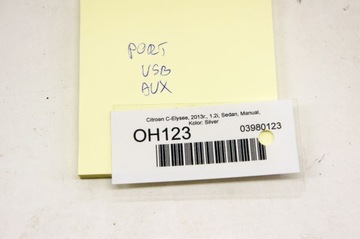 PORT
USB
AUX
Citroen C-Elysee, 2013r., 1.2i, Sedan, Manual,
Kolor: Silver
OH123 03980123